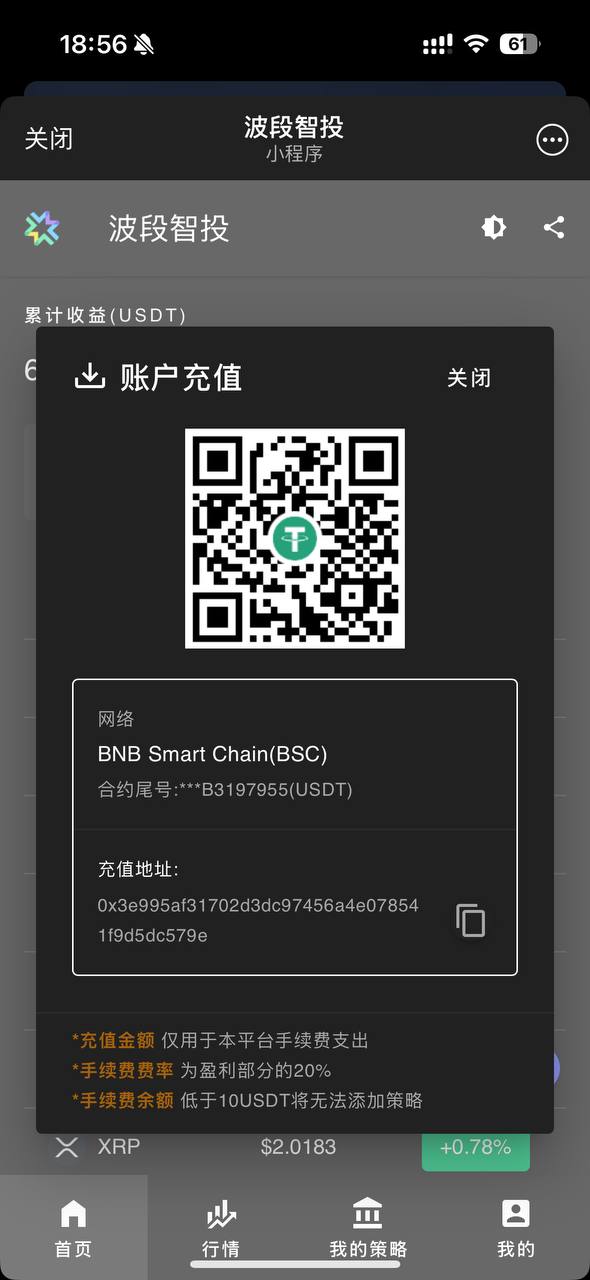 18:56
61
关闭
波段智投
小程序
波段智投
累计收益(USDT)
6
账户充值
关闭
网络
BNB Smart Chain(BSC)
合约尾号:***B3197955(USDT)
充值地址:
0x3e995af31702d3dc97456a4e07854
1f9d5dc579e
*充值金额 仅用于本平台手续费支出
*手续费费率 为盈利部分的20%
*手续费余额 低于10USDT将无法添加策略
XRP $2.0183 +0.78%
首页 行情 我的策略 我的